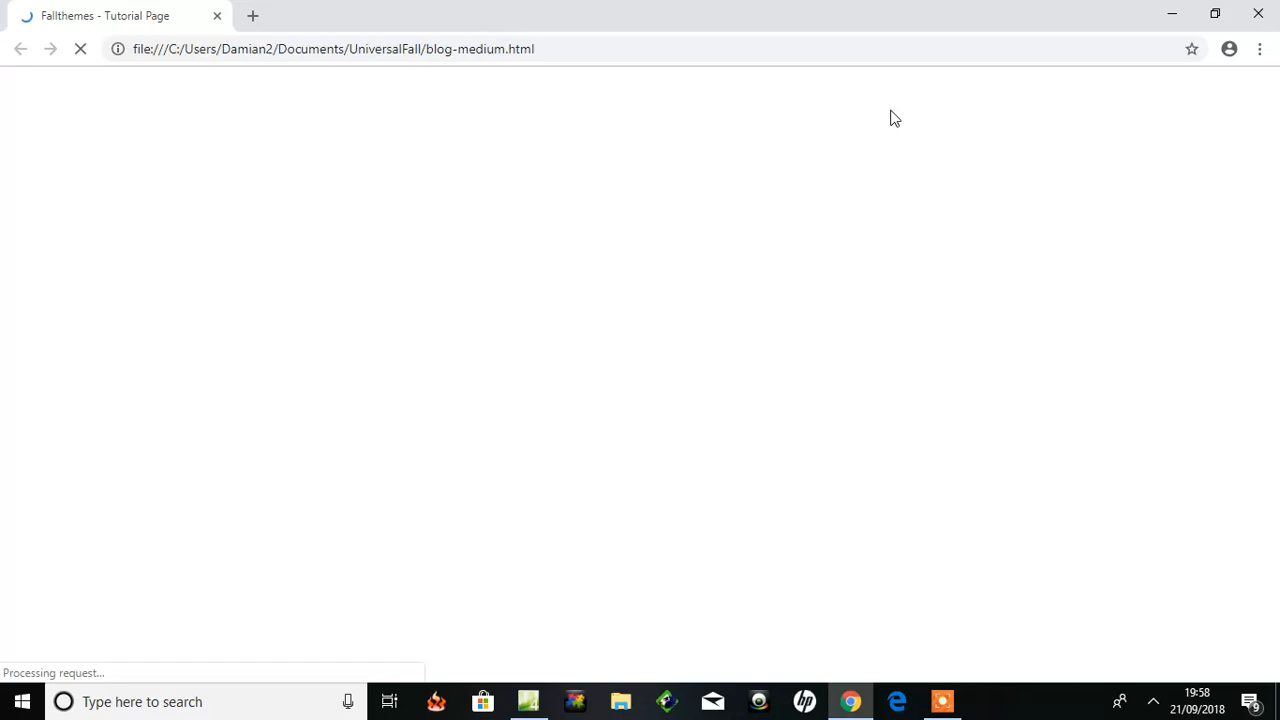 Fallthemes - Tutorial Page
file:///C:/Users/Damian2/Documents/UniversalFall/blog-medium.html
Processing request...
Type here to search
19:58
21/09/2018
9